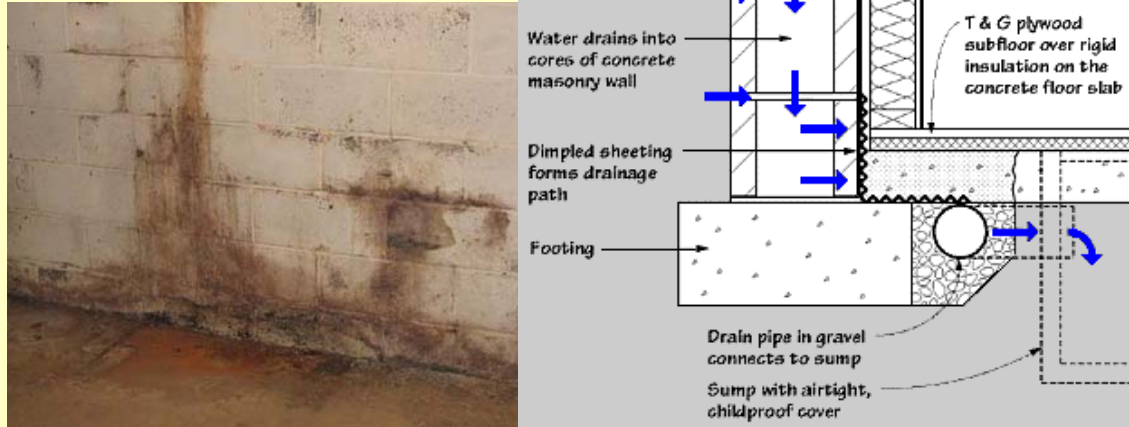 Water drains into
cores of concrete
masonry wall
T & G plywood
subfloor over rigid
insulation on the
concrete floor slab
Dimpled sheeting
forms drainage
path
Footing
Drain pipe in gravel
connects to sump
Sump with airtight,
childproof cover